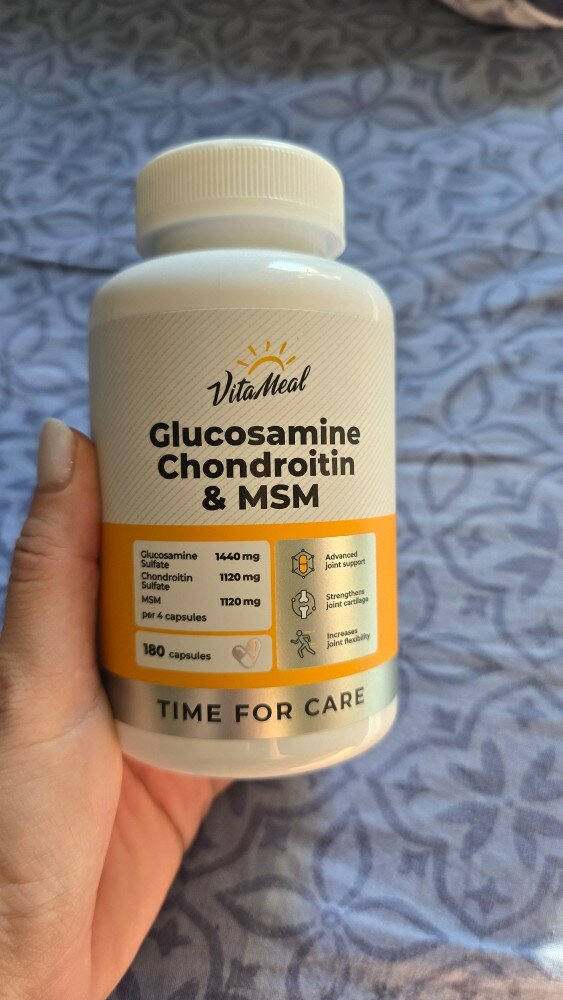 VitaMeal
Glucosamine
Chondroitin
& MSM
Glucosamine 1440 mg
Sulfate
Chondroitin 1120 mg
Sulfate
MSM 1120 mg
per 4 capsules
180 capsules
Advanced
joint support
Strengthens
joint cartilage
Increases
joint flexibility
TIME FOR CARE